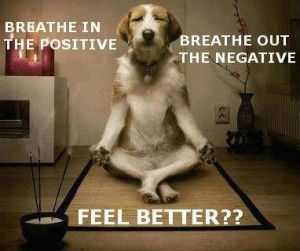 BREATHE IN
THE POSITIVE
BREATHE OUT
THE NEGATIVE
FEEL BETTER??